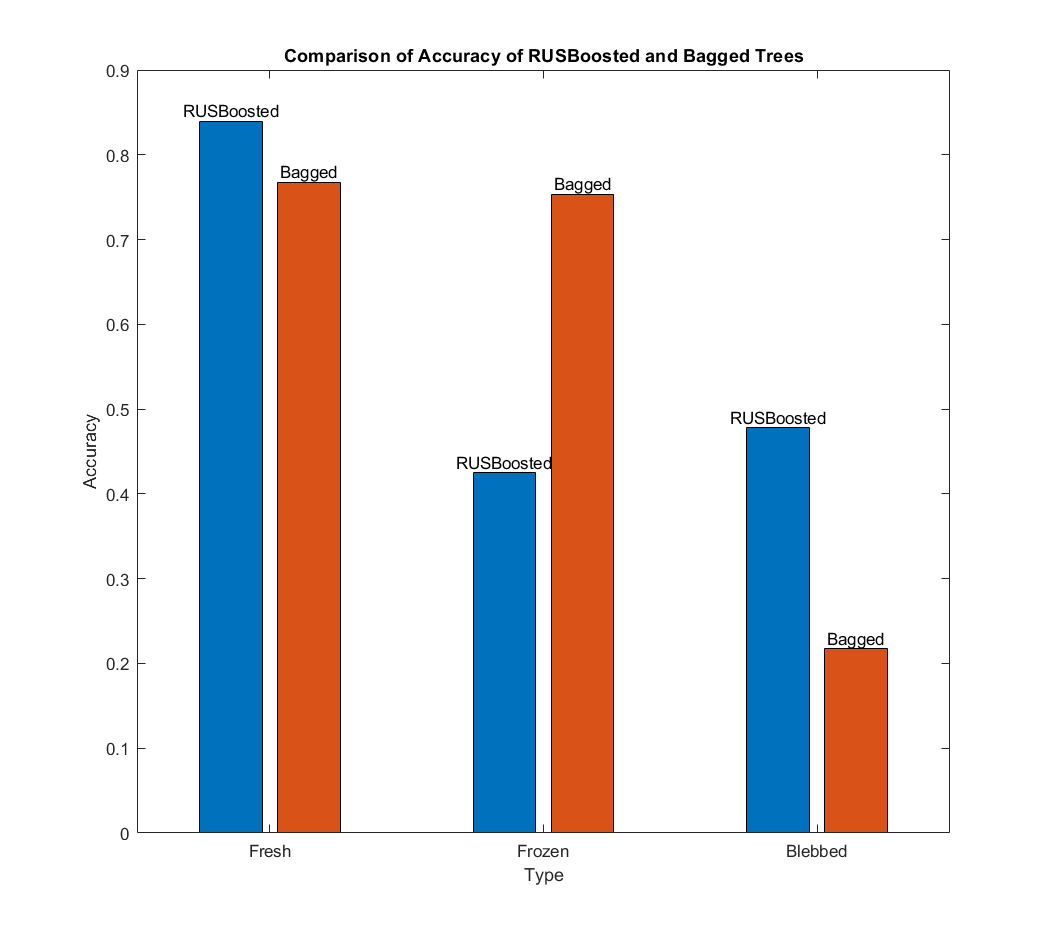 Comparison of Accuracy of RUSBoosted and Bagged Trees
0.9
0.8
0.7
0.6
0.5
0.4
0.3
0.2
0.1
0
Accuracy
RUSBoosted
Bagged
RUSBoosted
Bagged
RUSBoosted
Bagged
Fresh
Frozen
Blebbed
Type